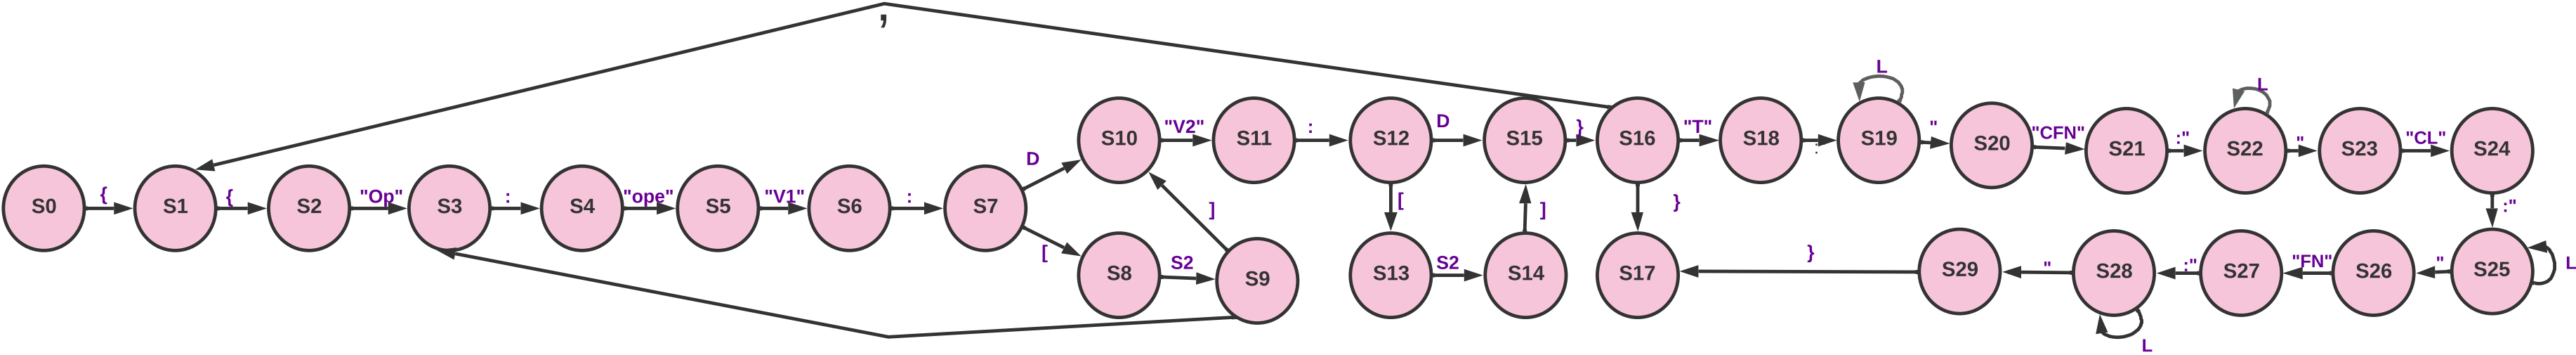 ,
L
L
S10 "V2" S11 : S12 D S15 } S16 "T" S18 : S19 " S20 "CFN" S21 :" S22 " S23 "CL" S24
D
S0 { S1 { S2 "Op" S3 : S4 "ope" S5 "V1" S6 : S7
] [ ] } :"
[ S8 S2 S9 S13 S2 S14 S17 } S29 " S28 :" S27 "FN" S26 " S25 L
L